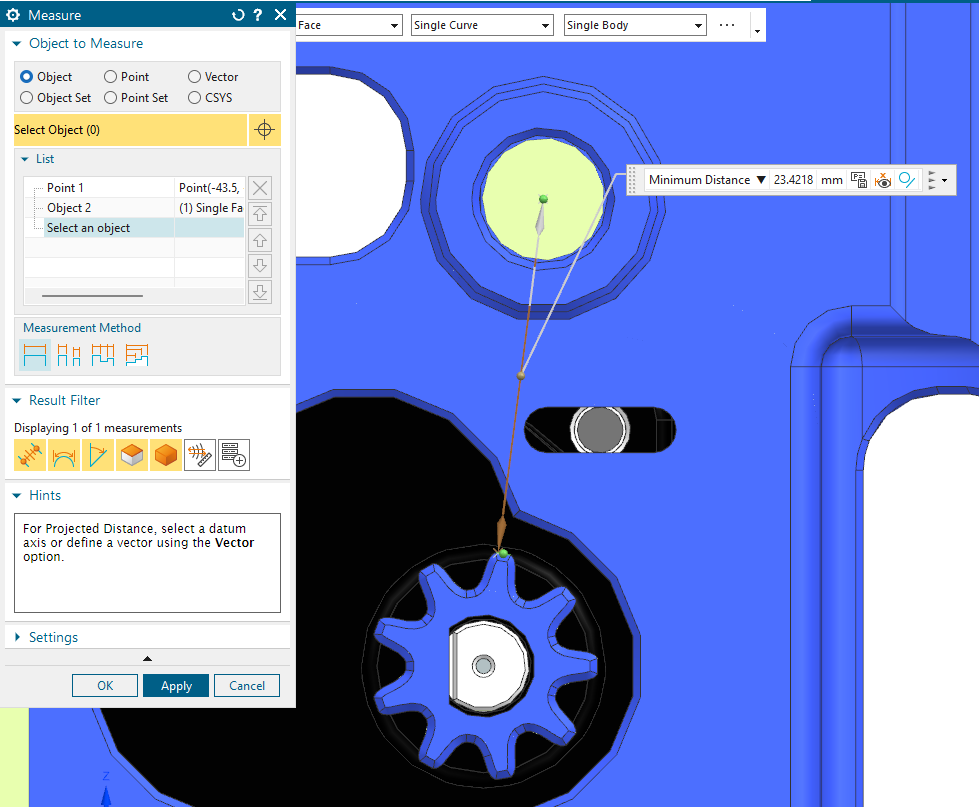 Measure
Face
Single Curve
Single Body
Object to Measure
Object Point Vector
Object Set Point Set CSYS
Select Object (0)
List
Point 1 Point(-43.5,
Object 2 (1) Single Fa
Select an object
Minimum Distance 23.4218 mm
Measurement Method
Result Filter
Displaying 1 of 1 measurements
Hints
For Projected Distance, select a datum
axis or define a vector using the Vector
option.
Settings
OK Apply Cancel
Z